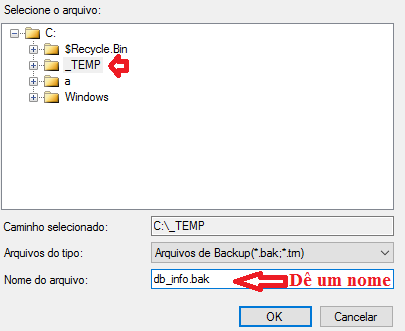 Selecione o arquivo:
C:
$Recycle.Bin
_TEMP
a
Windows
Caminho selecionado: C:\_TEMP
Arquivos do tipo: Arquivos de Backup(*.bak;*.trn)
Nome do arquivo: db_info.bak Dê um nome
OK Cancelar